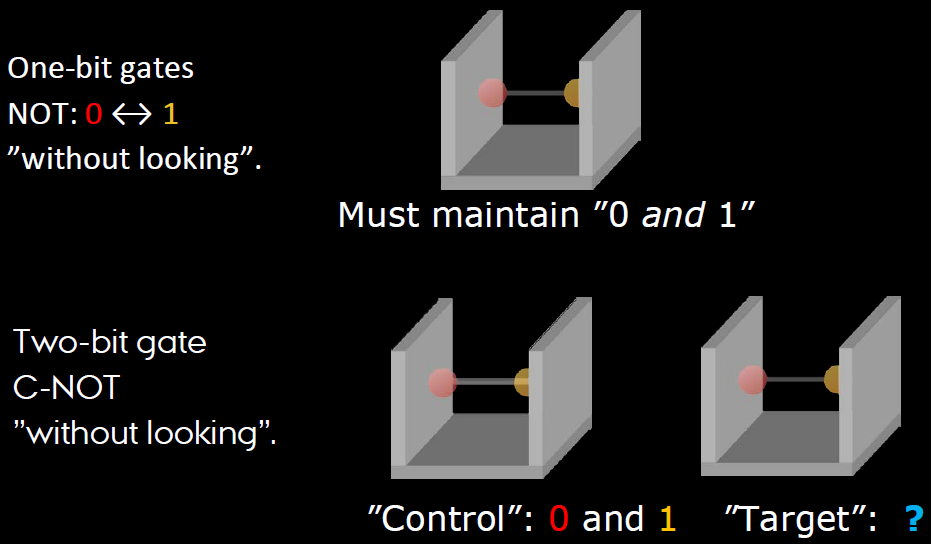 One-bit gates
NOT: 0 ↔ 1
”without looking”.
Must maintain ”0 and 1”
Two-bit gate
C-NOT
”without looking”.
”Control”: 0 and 1
”Target”: ?